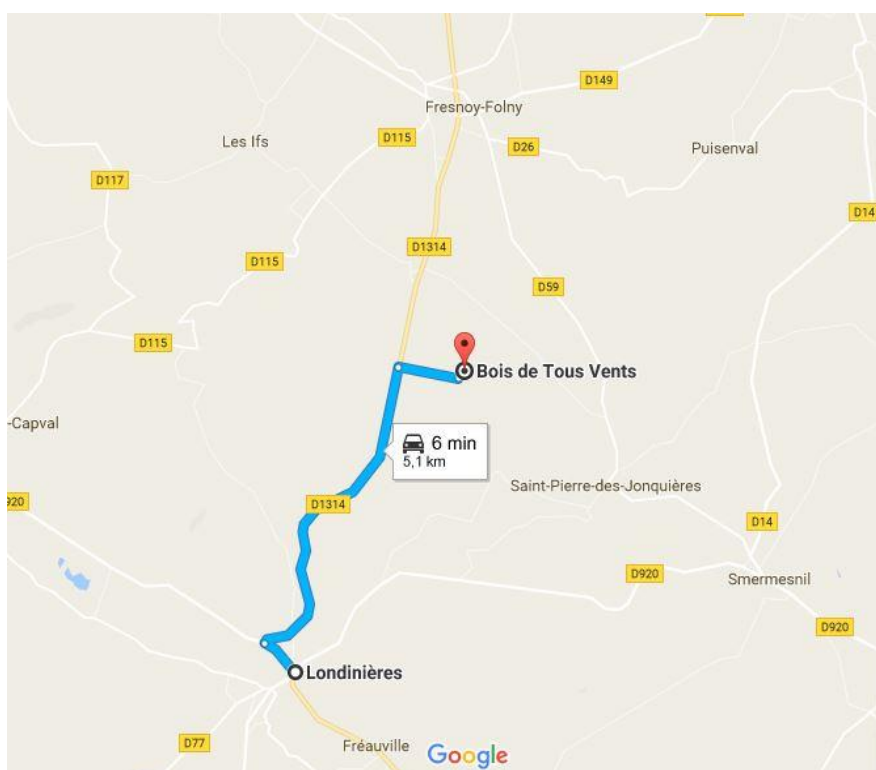 D149
Fresnoy-Folny
D115
Les Ifs
D26
Puisenval
D117
D14
D1314
D115
D59
D115
Bois de Tous Vents
-Capval
6 min
5,1 km
Saint-Pierre-des-Jonquières
920
D1314
D14
D920
Smermesnil
D920
Londinières
D77
Fréauville
Google